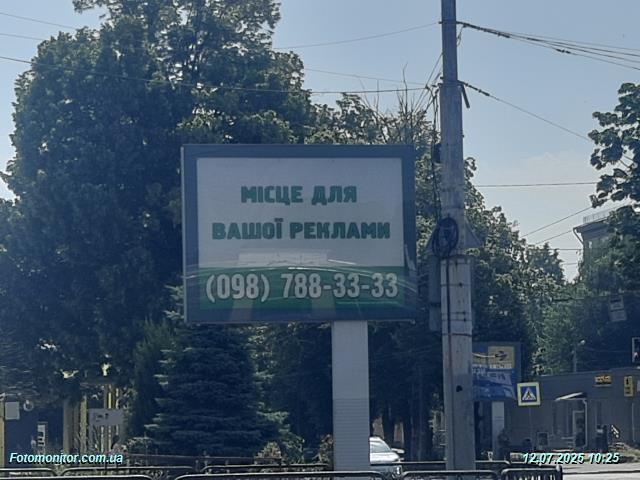 МІСЦЕ ДЛЯ
ВАШОЇ РЕКЛАМИ
(098) 788-33-33
Fotomonitor.com.ua
12.07.2025 10:25